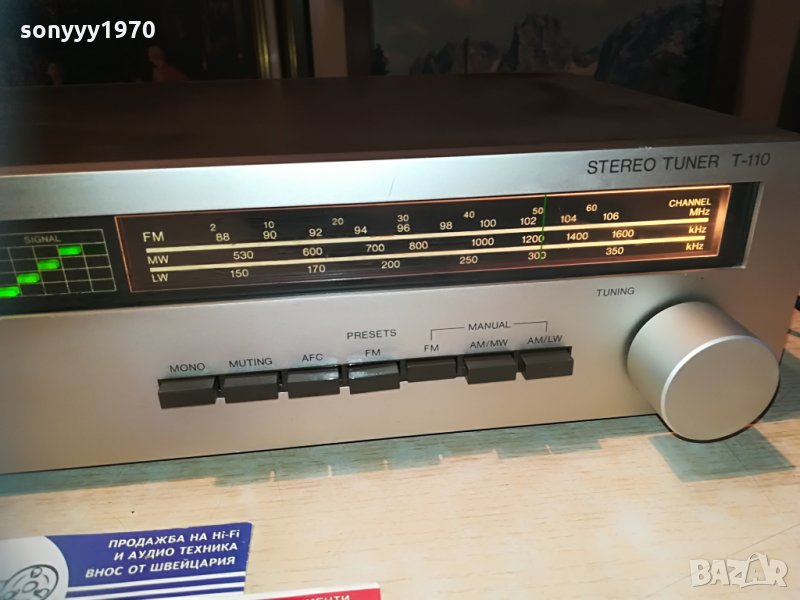 sonyyy1970
STEREO TUNER T-110
SIGNAL
2 10 20 30 40 50 60 CHANNEL
FM 88 90 92 94 96 98 100 102 104 106 MHz
MW 530 600 700 800 1000 1200 1400 1600 kHz
LW 150 170 200 250 300 350 kHz
TUNING
PRESETS MANUAL
MONO MUTING AFC FM FM AM/MW AM/LW
ПРОДАЖБА НА Hi-Fi
И АУДИО ТЕХНИКА
ВНОС ОТ ШВЕЙЦАРИЯ
BAZAR